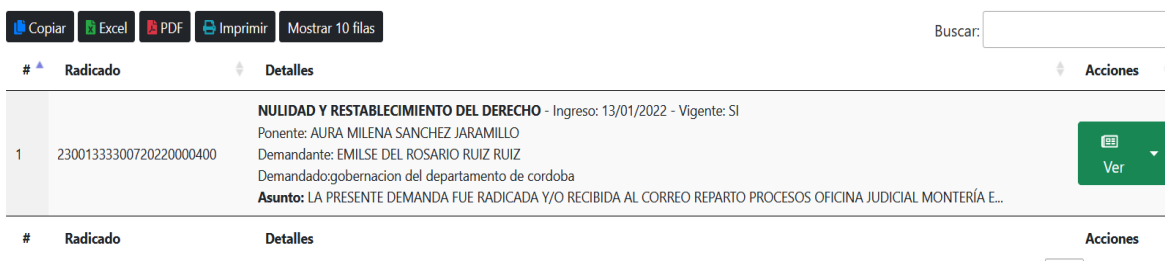 Copiar Excel PDF Imprimir Mostrar 10 filas
Buscar:
# Radicado Detalles Acciones
NULIDAD Y RESTABLECIMIENTO DEL DERECHO - Ingreso: 13/01/2022 - Vigente: SI
Ponente: AURA MILENA SANCHEZ JARAMILLO
1 23001333300720220000400 Demandante: EMILSE DEL ROSARIO RUIZ RUIZ Ver
Demandado:gobernacion del departamento de cordoba
Asunto: LA PRESENTE DEMANDA FUE RADICADA Y/O RECIBIDA AL CORREO REPARTO PROCESOS OFICINA JUDICIAL MONTERÍA E...
# Radicado Detalles Acciones